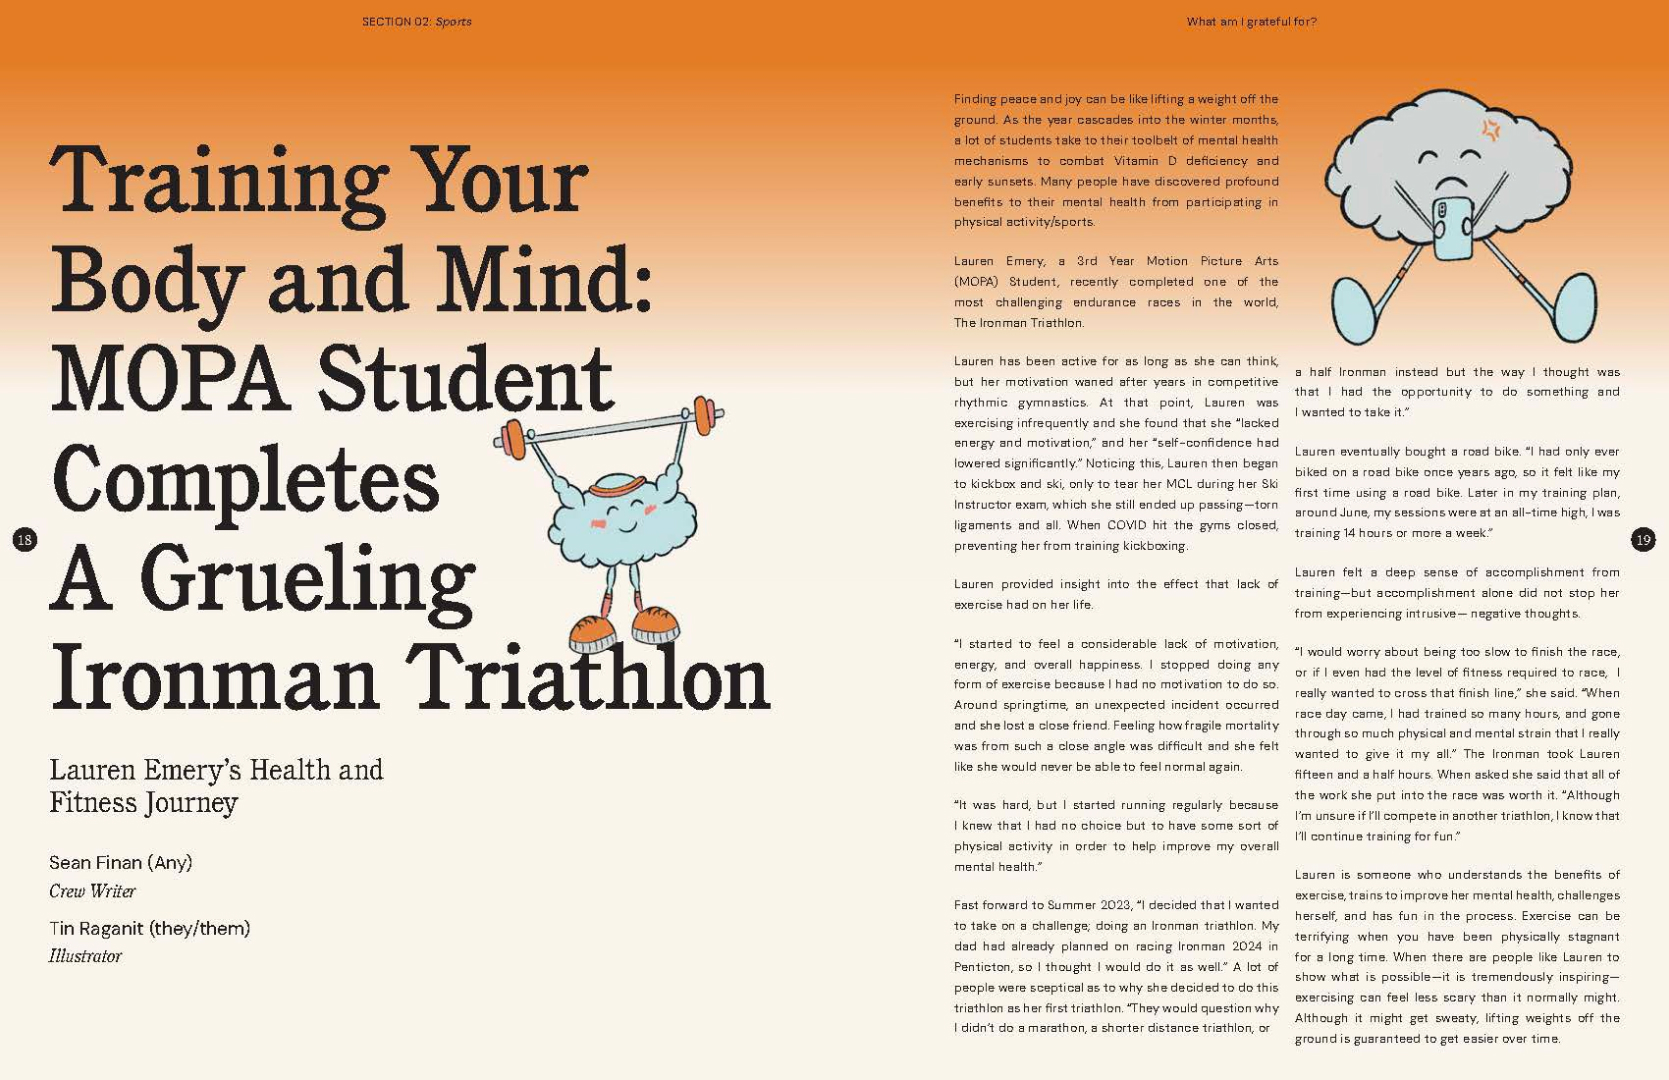 SECTION 02: Sports
What am I grateful for?
Training Your
Body and Mind:
MOPA Student
Completes
A Grueling
Ironman Triathlon
Lauren Emery’s Health and
Fitness Journey
Sean Finan (Any)
Crew Writer
Tin Raganit (they/them)
Illustrator
18
Finding peace and joy can be like lifting a weight off the
ground. As the year cascades into the winter months,
a lot of students take to their toolbelt of mental health
mechanisms to combat Vitamin D deficiency and
early sunsets. Many people have discovered profound
benefits to their mental health from participating in
physical activity/sports.
Lauren Emery, a 3rd Year Motion Picture Arts
(MOPA) Student, recently completed one of the
most challenging endurance races in the world,
The Ironman Triathlon.
Lauren has been active for as long as she can think,
but her motivation waned after years in competitive
rhythmic gymnastics. At that point, Lauren was
exercising infrequently and she found that she “lacked
energy and motivation,” and her “self-confidence had
lowered significantly.” Noticing this, Lauren then began
to kickbox and ski, only to tear her MCL during her Ski
Instructor exam, which she still ended up passing—torn
ligaments and all. When COVID hit the gyms closed,
preventing her from training kickboxing.
Lauren provided insight into the effect that lack of
exercise had on her life.
“I started to feel a considerable lack of motivation,
energy, and overall happiness. I stopped doing any
form of exercise because I had no motivation to do so.
Around springtime, an unexpected incident occurred
and she lost a close friend. Feeling how fragile mortality
was from such a close angle was difficult and she felt
like she would never be able to feel normal again.
“It was hard, but I started running regularly because
I knew that I had no choice but to have some sort of
physical activity in order to help improve my overall
mental health.”
Fast forward to Summer 2023, “I decided that I wanted
to take on a challenge; doing an Ironman triathlon. My
dad had already planned on racing Ironman 2024 in
Penticton, so I thought I would do it as well.” A lot of
people were sceptical as to why she decided to do this
triathlon as her first triathlon. “They would question why
I didn’t do a marathon, a shorter distance triathlon, or
a half Ironman instead but the way I thought was
that I had the opportunity to do something and
I wanted to take it.”
Lauren eventually bought a road bike. “I had only ever
biked on a road bike once years ago, so it felt like my
first time using a road bike. Later in my training plan,
around June, my sessions were at an all-time high, I was
training 14 hours or more a week.”
Lauren felt a deep sense of accomplishment from
training—but accomplishment alone did not stop her
from experiencing intrusive— negative thoughts.
“I would worry about being too slow to finish the race,
or if I even had the level of fitness required to race, I
really wanted to cross that finish line,” she said. “When
race day came, I had trained so many hours, and gone
through so much physical and mental strain that I really
wanted to give it my all.” The Ironman took Lauren
fifteen and a half hours. When asked she said that all of
the work she put into the race was worth it. “Although
I’m unsure if I’ll compete in another triathlon, I know that
I’ll continue training for fun.”
Lauren is someone who understands the benefits of
exercise, trains to improve her mental health, challenges
herself, and has fun in the process. Exercise can be
terrifying when you have been physically stagnant
for a long time. When there are people like Lauren to
show what is possible—it is tremendously inspiring—
exercising can feel less scary than it normally might.
Although it might get sweaty, lifting weights off the
ground is guaranteed to get easier over time.
19